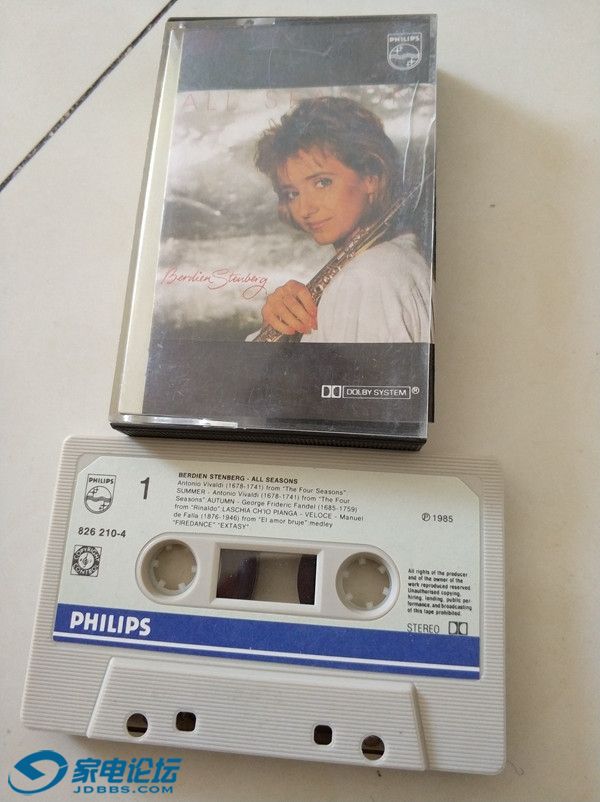 PHILIPS
ALL SE
Berdien Stenberg
DOLBY SYSTEM ®
PHILIPS
1
BERDIEN STENBERG - ALL SEASONS
Antonio Vivaldi (1678-1741) from "The Four Seasons"
SUMMER - Antonio Vivaldi (1678-1741) from "The Four
Seasons" AUTUMN - George Frideric Fandel (1685-1759)
from "Rinaldo" LASCHIA CH'IO PIANGA - VELOCE - Manuel
de Falla (1876-1946) from "El amor bruje" medley
"FIREDANCE" "EXTASY"
℗ 1985
826 210-4
All rights of the producer
and of the owner of the
work reproduced reserved
Unauthorised copying,
hiring, lending, public per-
formance, and broadcasting
of this tape prohibited
STEREO
PHILIPS
家电论坛
JDBBS.COM